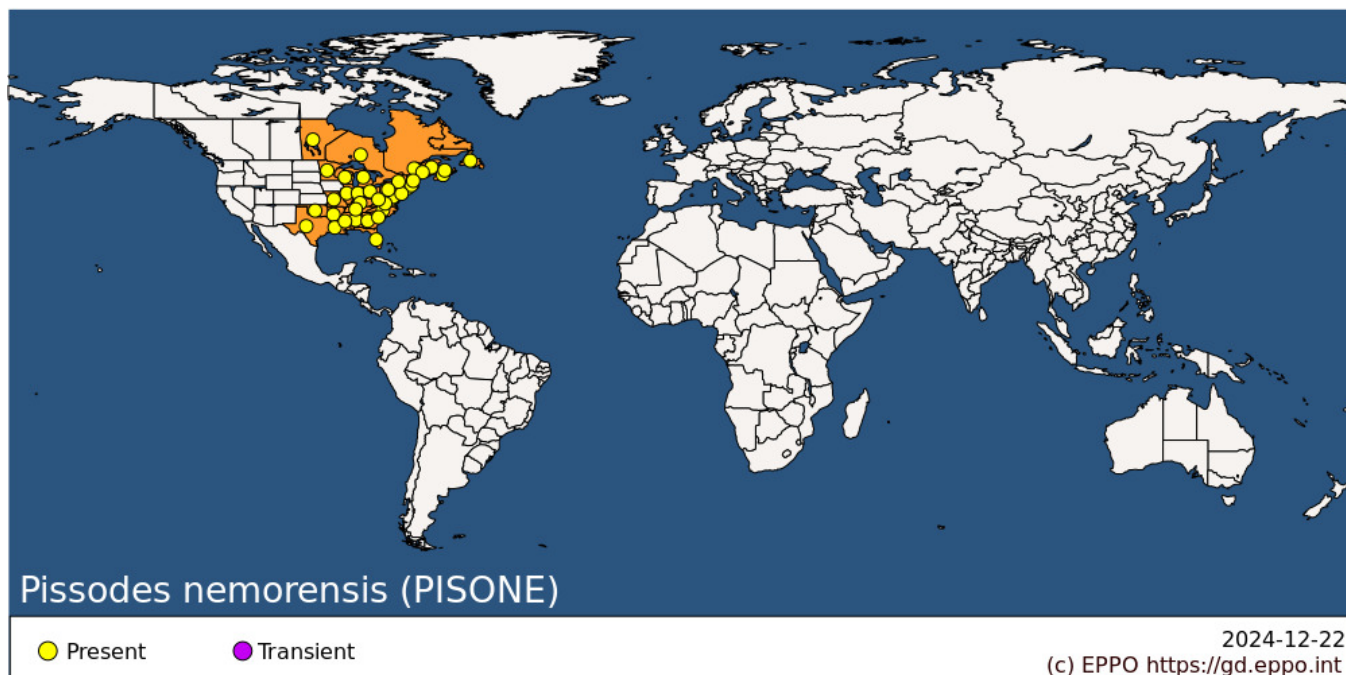 Pissodes nemorensis (PISONE)
Present
Transient
2024-12-22
(c) EPPO https://gd.eppo.int